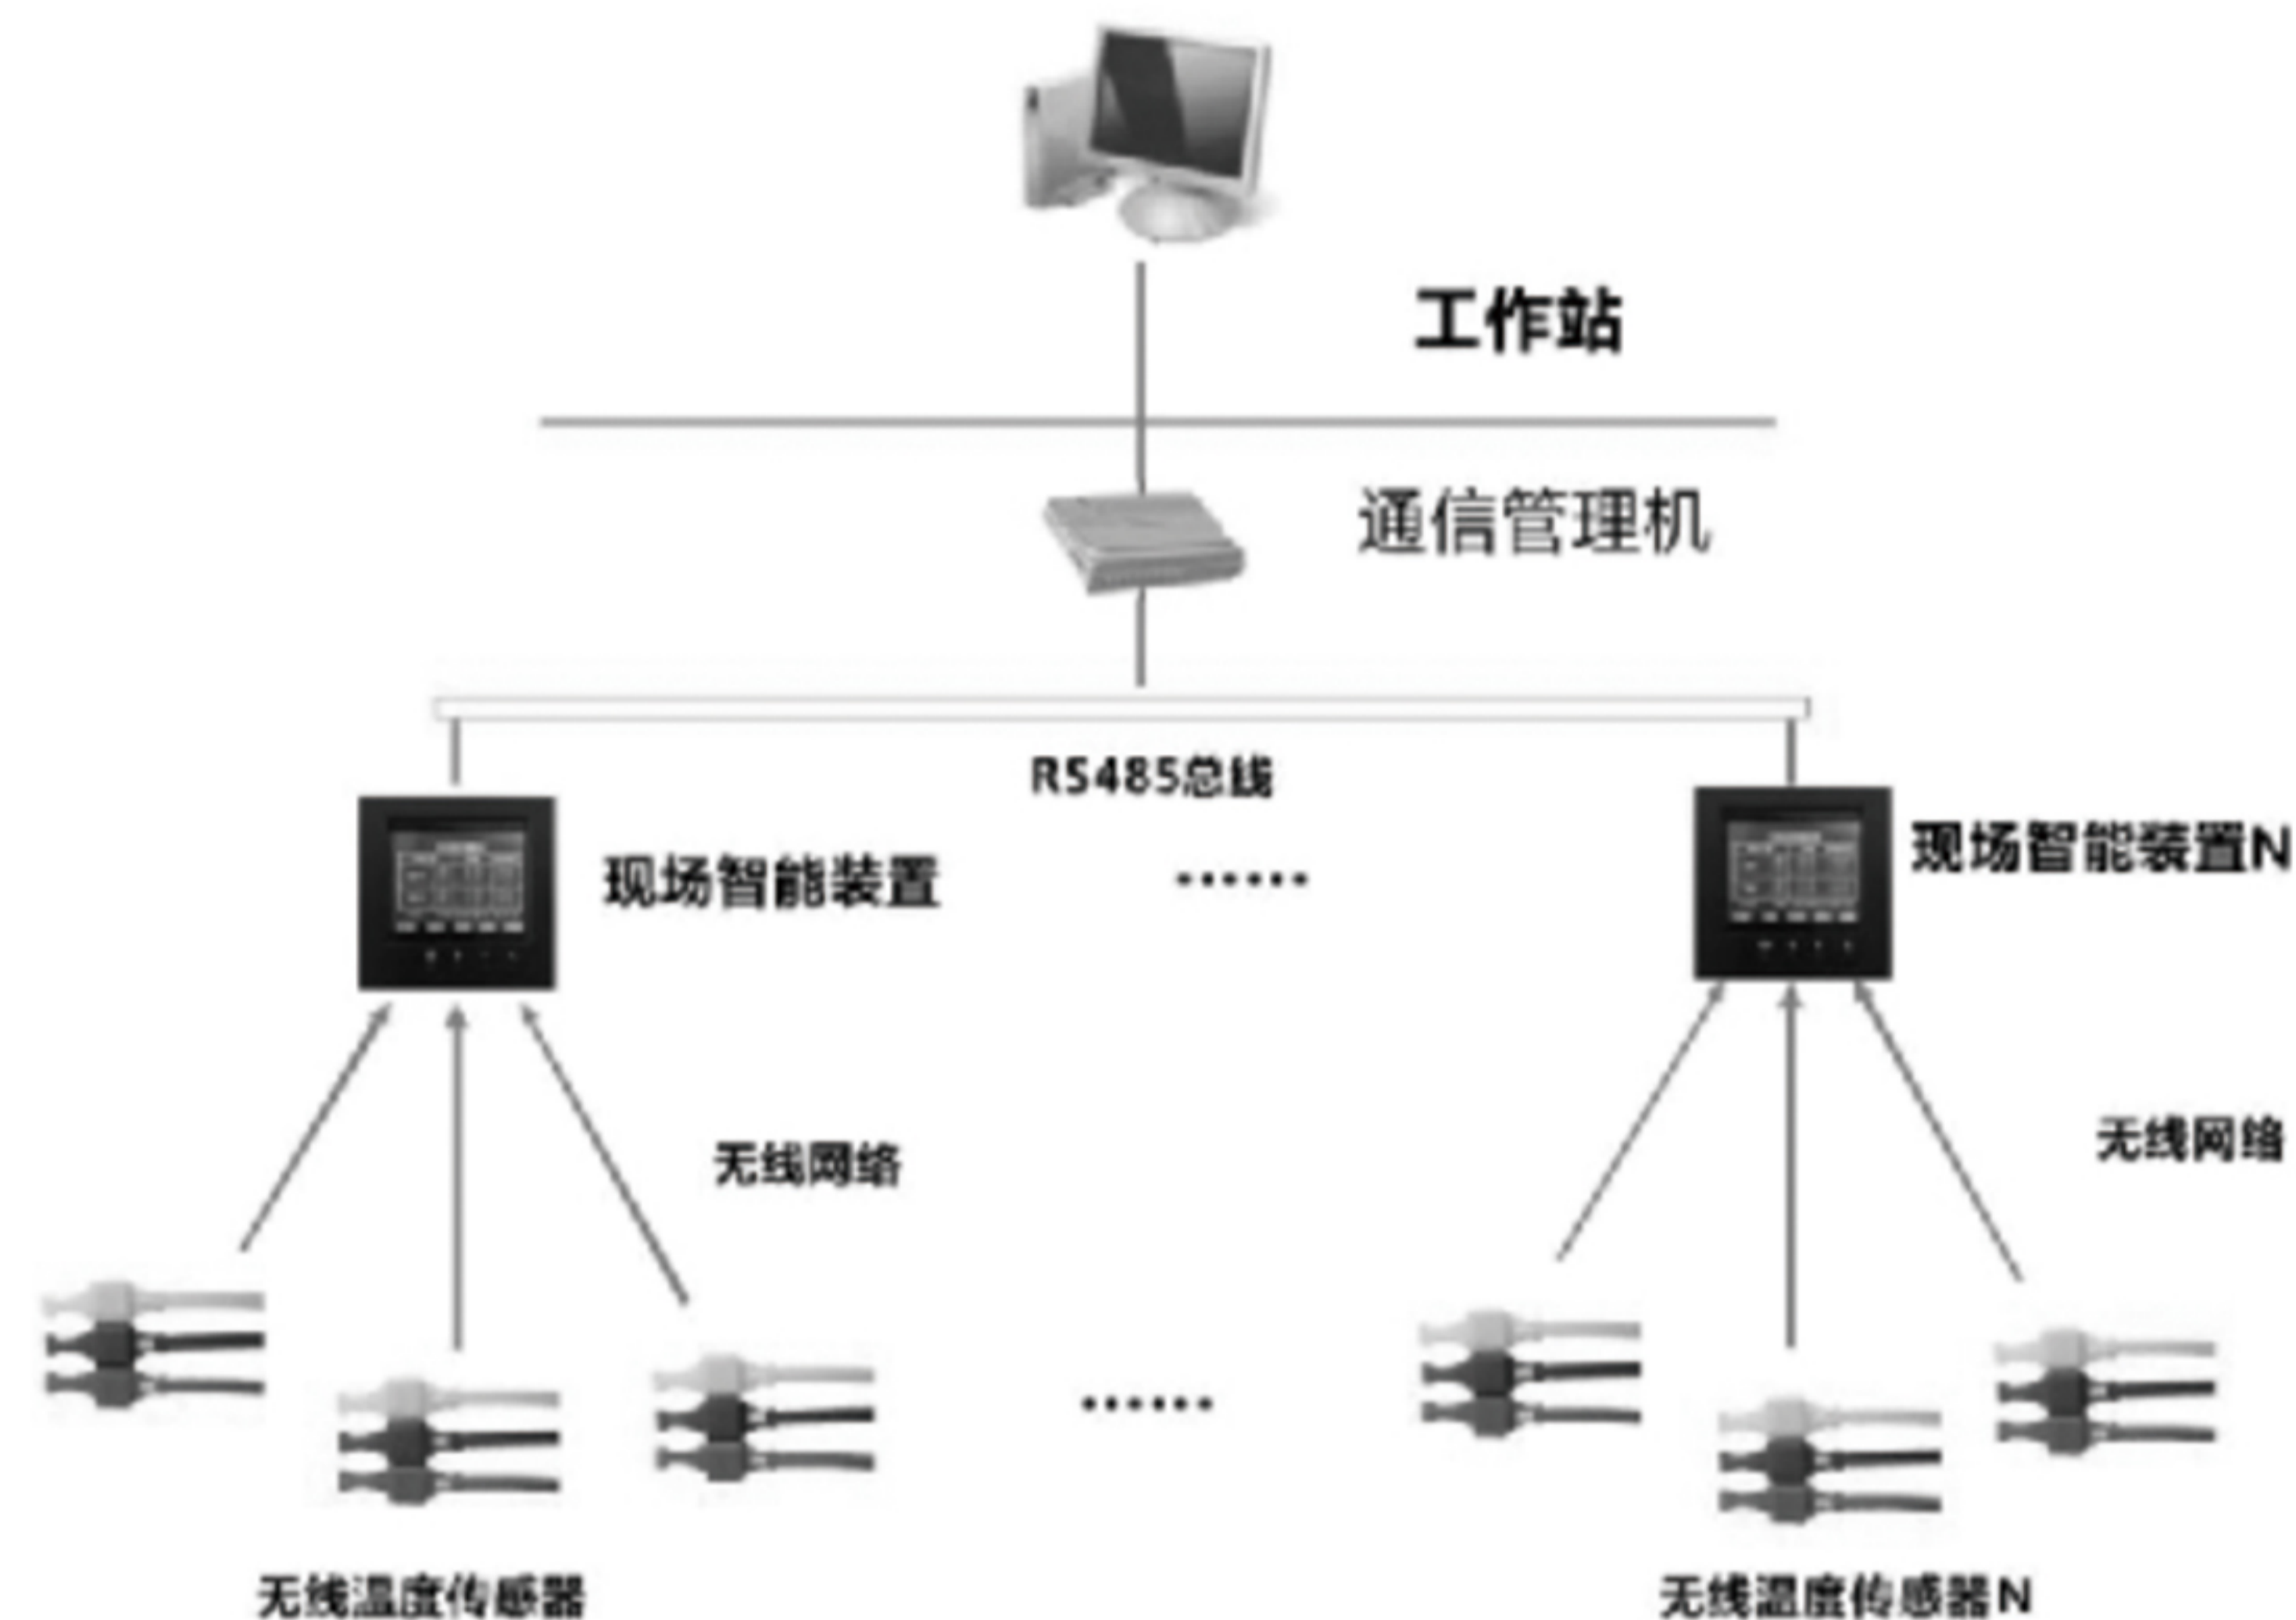 工作站
通信管理机
RS485总线
现场智能装置
······
现场智能装置N
无线网络
无线网络
······
无线温度传感器
无线温度传感器N